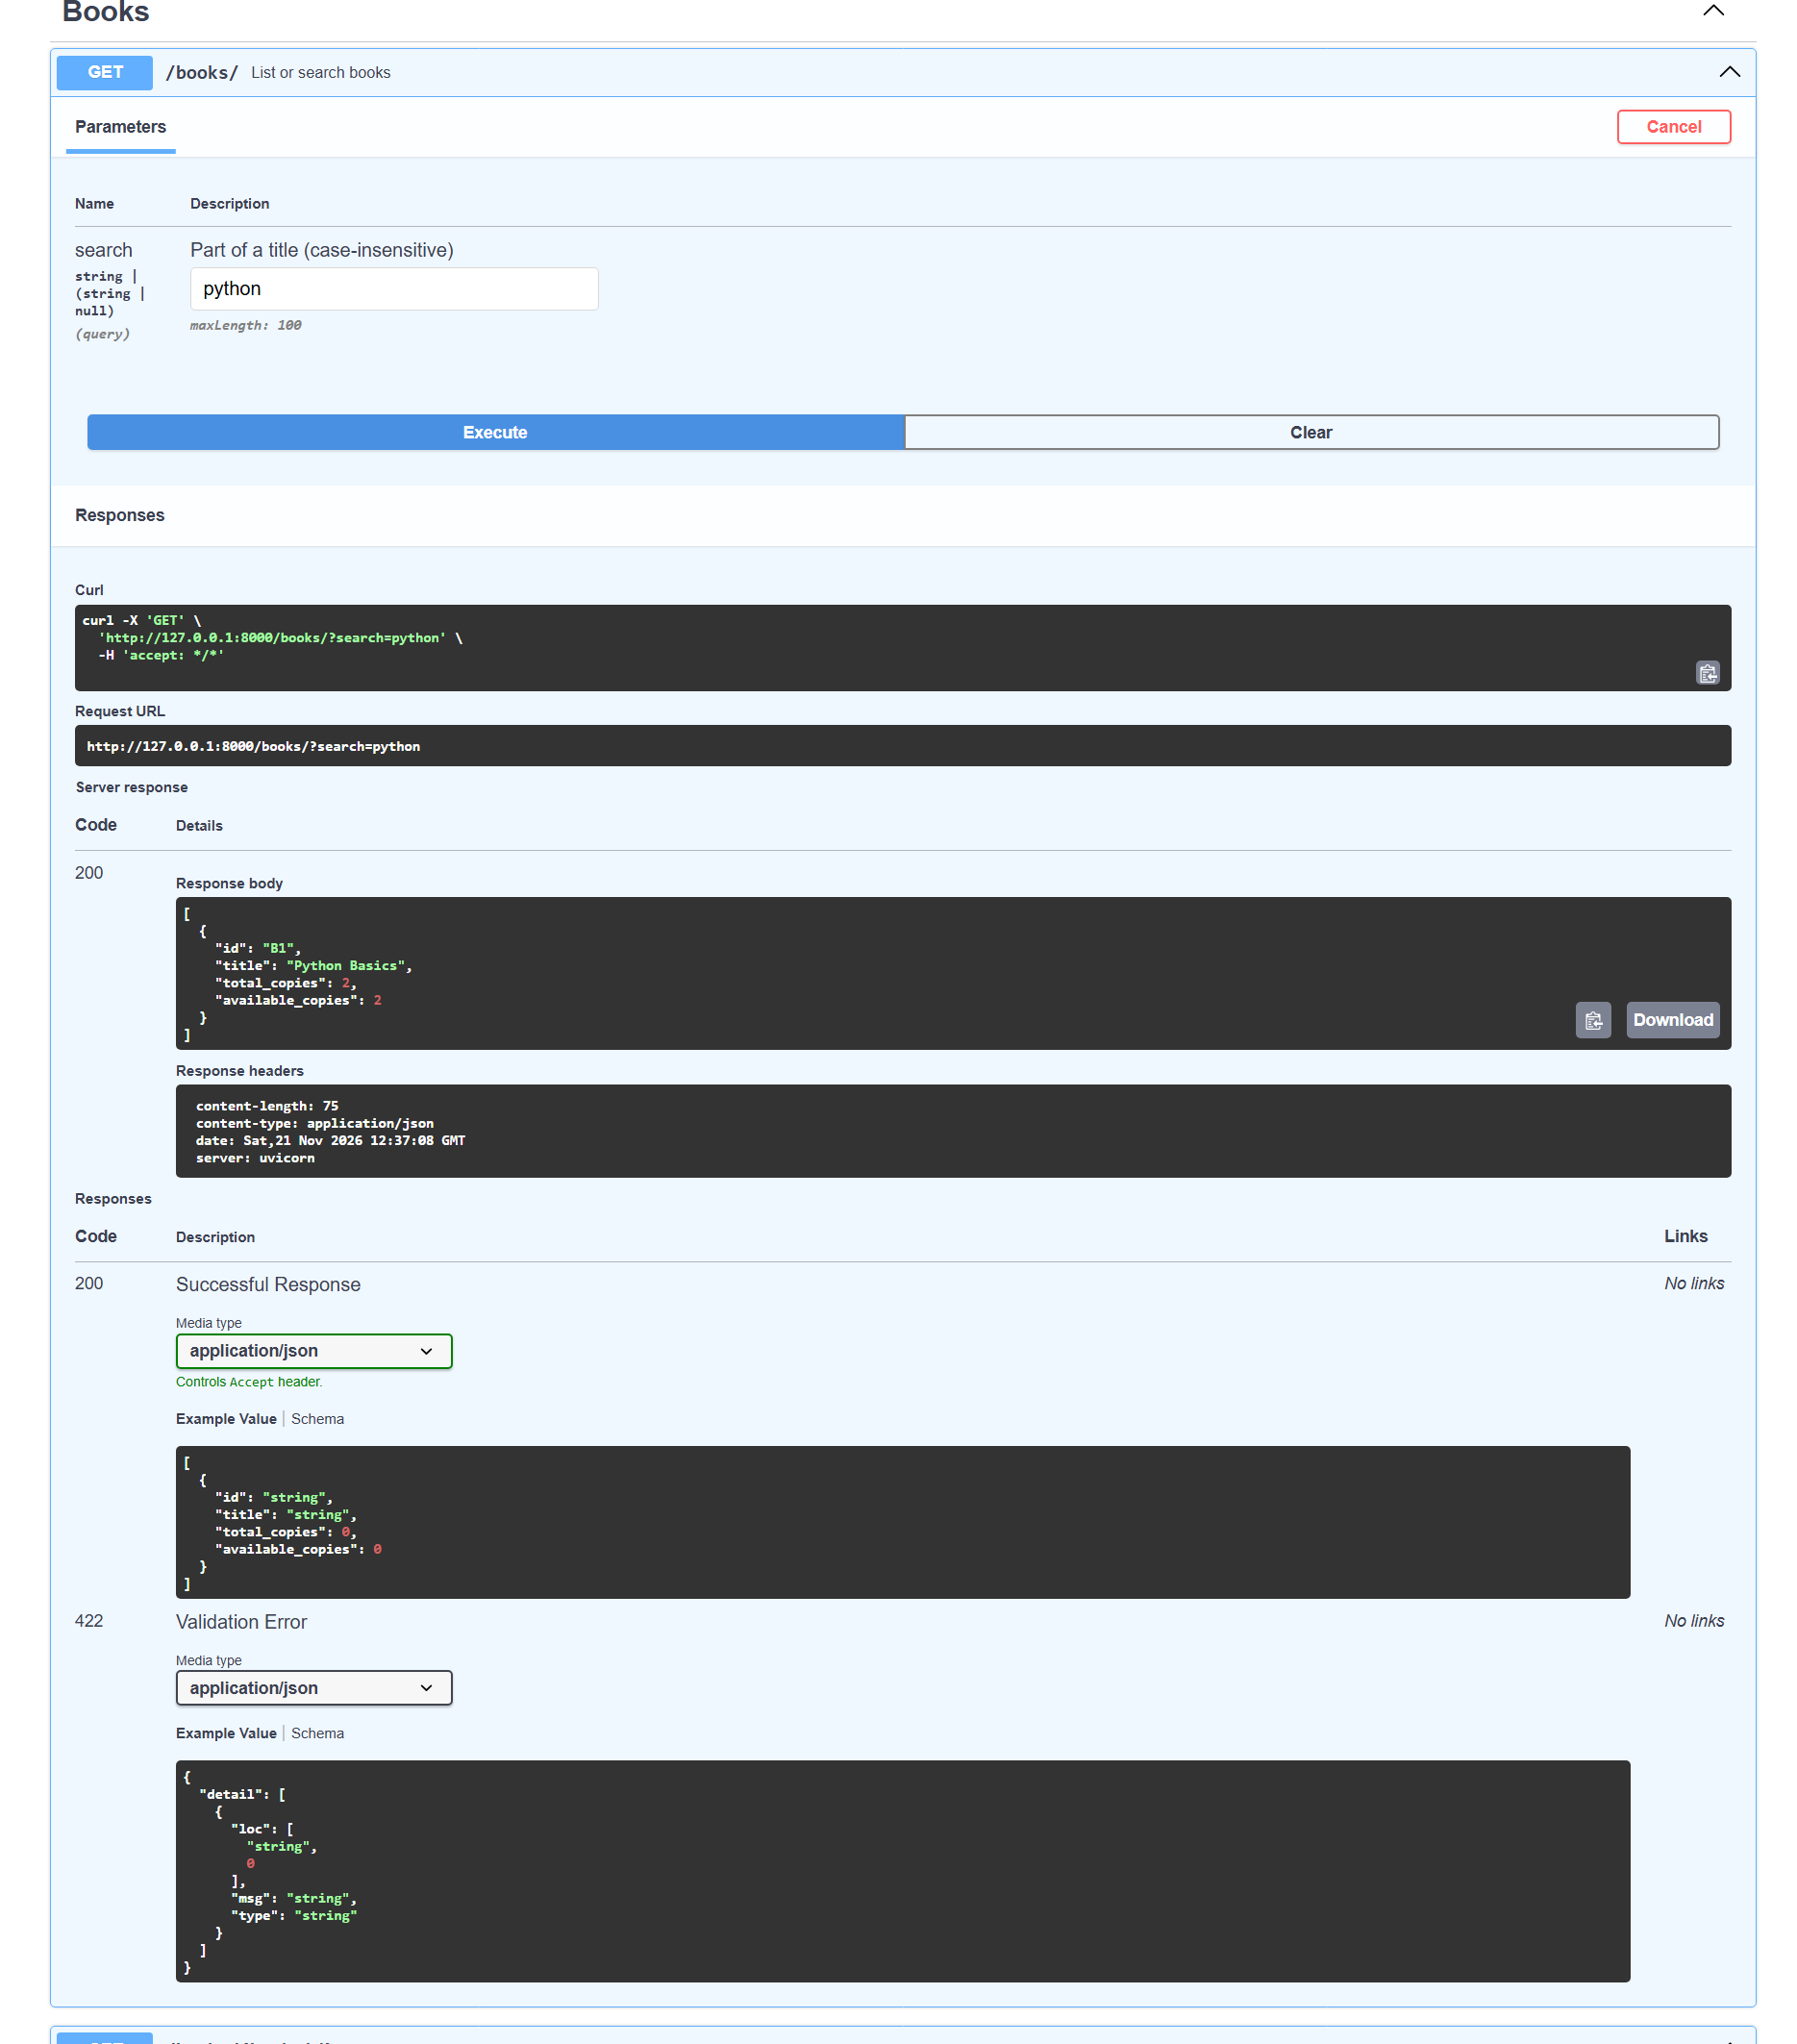 Books
GET /books/ List or search books
Parameters Cancel
Name Description
search Part of a title (case-insensitive)
string | python
(string |
null) maxLength: 100
(query)
Execute Clear
Responses
Curl
curl -X 'GET' \
  'http://127.0.0.1:8000/books/?search=python' \
  -H 'accept: */*'
Request URL
http://127.0.0.1:8000/books/?search=python
Server response
Code Details
200
Response body
[
  {
    "id": "B1",
    "title": "Python Basics",
    "total_copies": 2,
    "available_copies": 2
  }
]
Download
Response headers
content-length: 75
content-type: application/json
date: Sat,21 Nov 2026 12:37:08 GMT
server: uvicorn
Responses
Code Description Links
200 Successful Response No links
Media type
application/json
Controls Accept header.
Example Value | Schema
[
  {
    "id": "string",
    "title": "string",
    "total_copies": 0,
    "available_copies": 0
  }
]
422 Validation Error No links
Media type
application/json
Example Value | Schema
{
  "detail": [
    {
      "loc": [
        "string",
        0
      ],
      "msg": "string",
      "type": "string"
    }
  ]
}